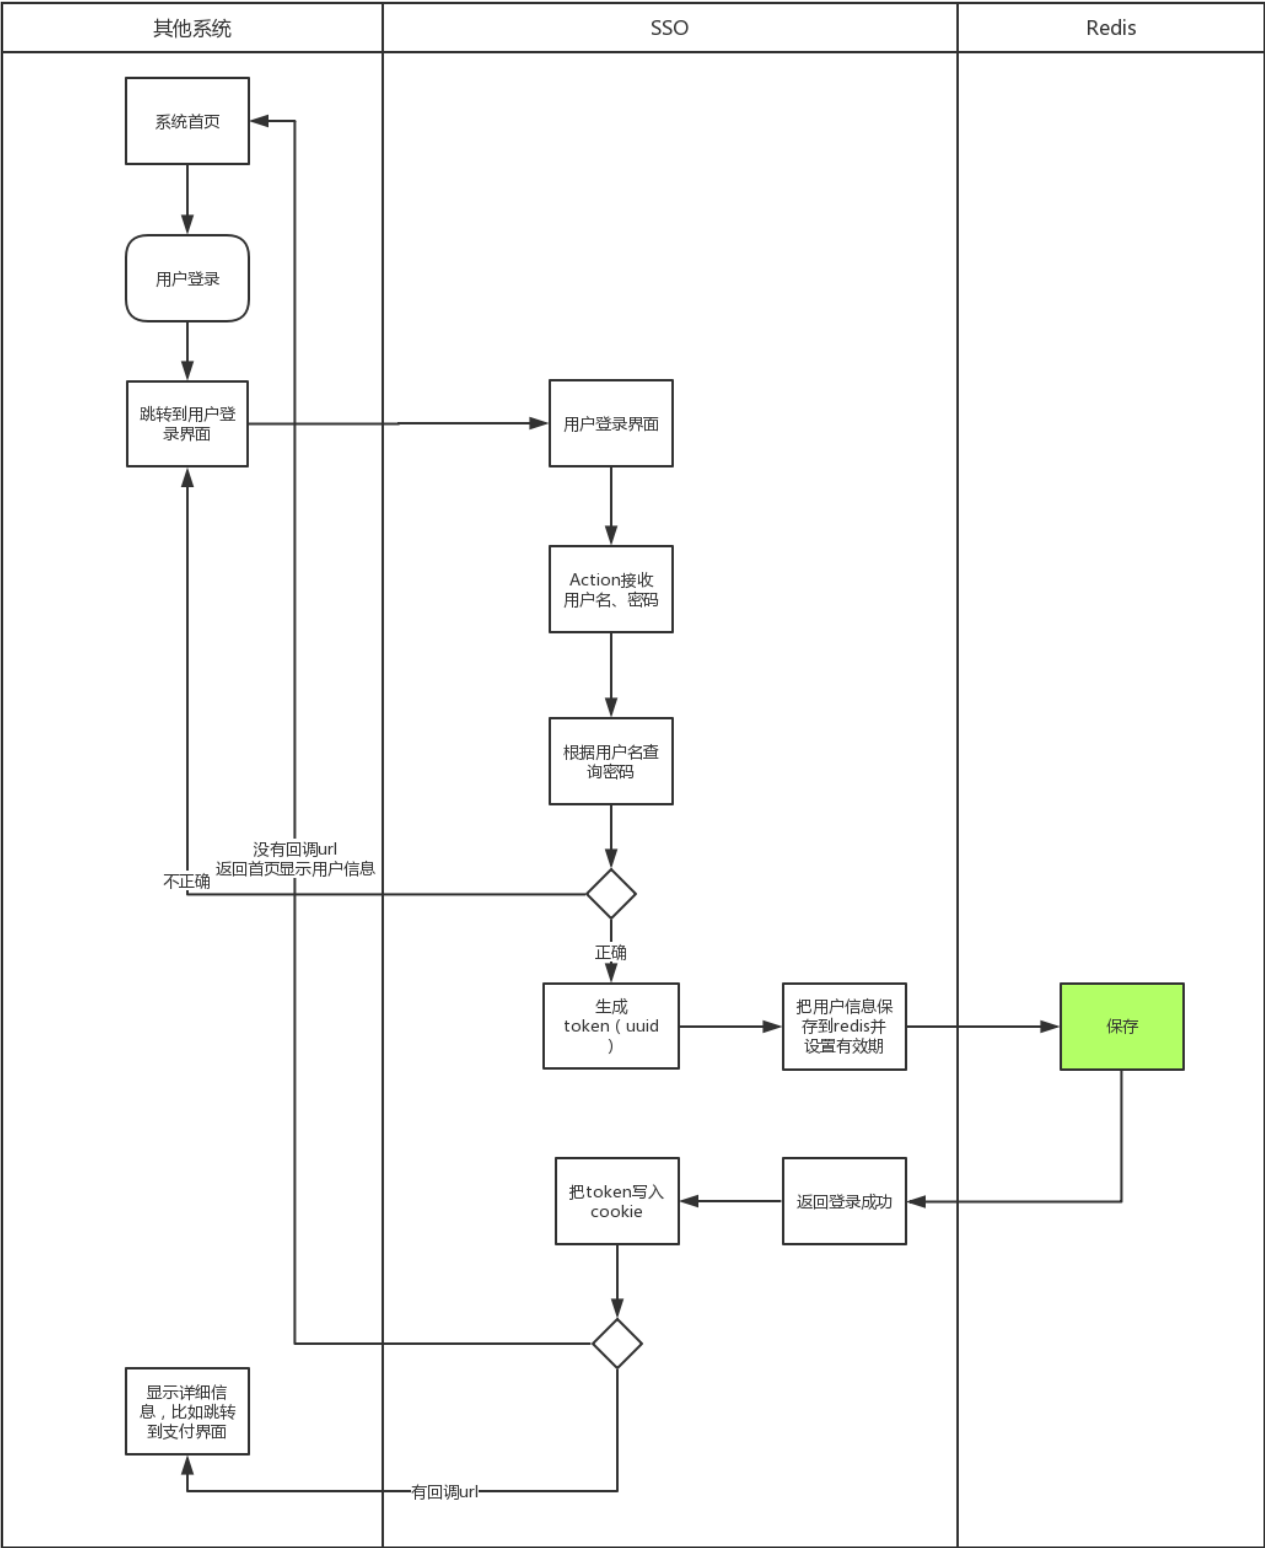 其他系统
SSO
Redis
系统首页
用户登录
跳转到用户登
录界面
用户登录界面
Action接收
用户名、密码
根据用户名查
询密码
没有回调url
返回首页显示用户信息
不正确
正确
生成
token（uuid
）
把用户信息保
存到redis并
设置有效期
保存
把token写入
cookie
返回登录成功
显示详细信
息，比如跳转
到支付界面
有回调url